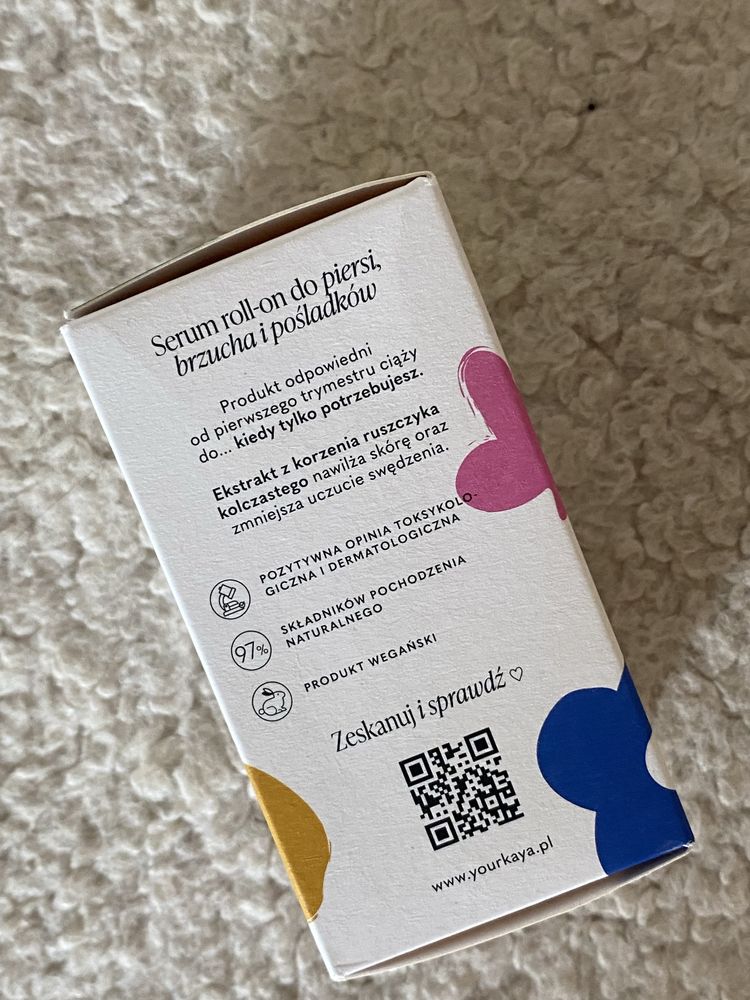 Serum roll-on do piersi,
brzucha i pośladków
Produkt odpowiedni
od pierwszego trymestru ciąży
do... kiedy tylko potrzebujesz.
Ekstrakt z korzenia ruszczyka
kolczastego nawilża skórę oraz
zmniejsza uczucie swędzenia.
POZYTYWNA OPINIA TOKSYKOLO-
GICZNA I DERMATOLOGICZNA
97%
SKŁADNIKÓW POCHODZENIA
NATURALNEGO
PRODUKT WEGAŃSKI
Zeskanuj i sprawdź ♡
www.yourkaya.pl